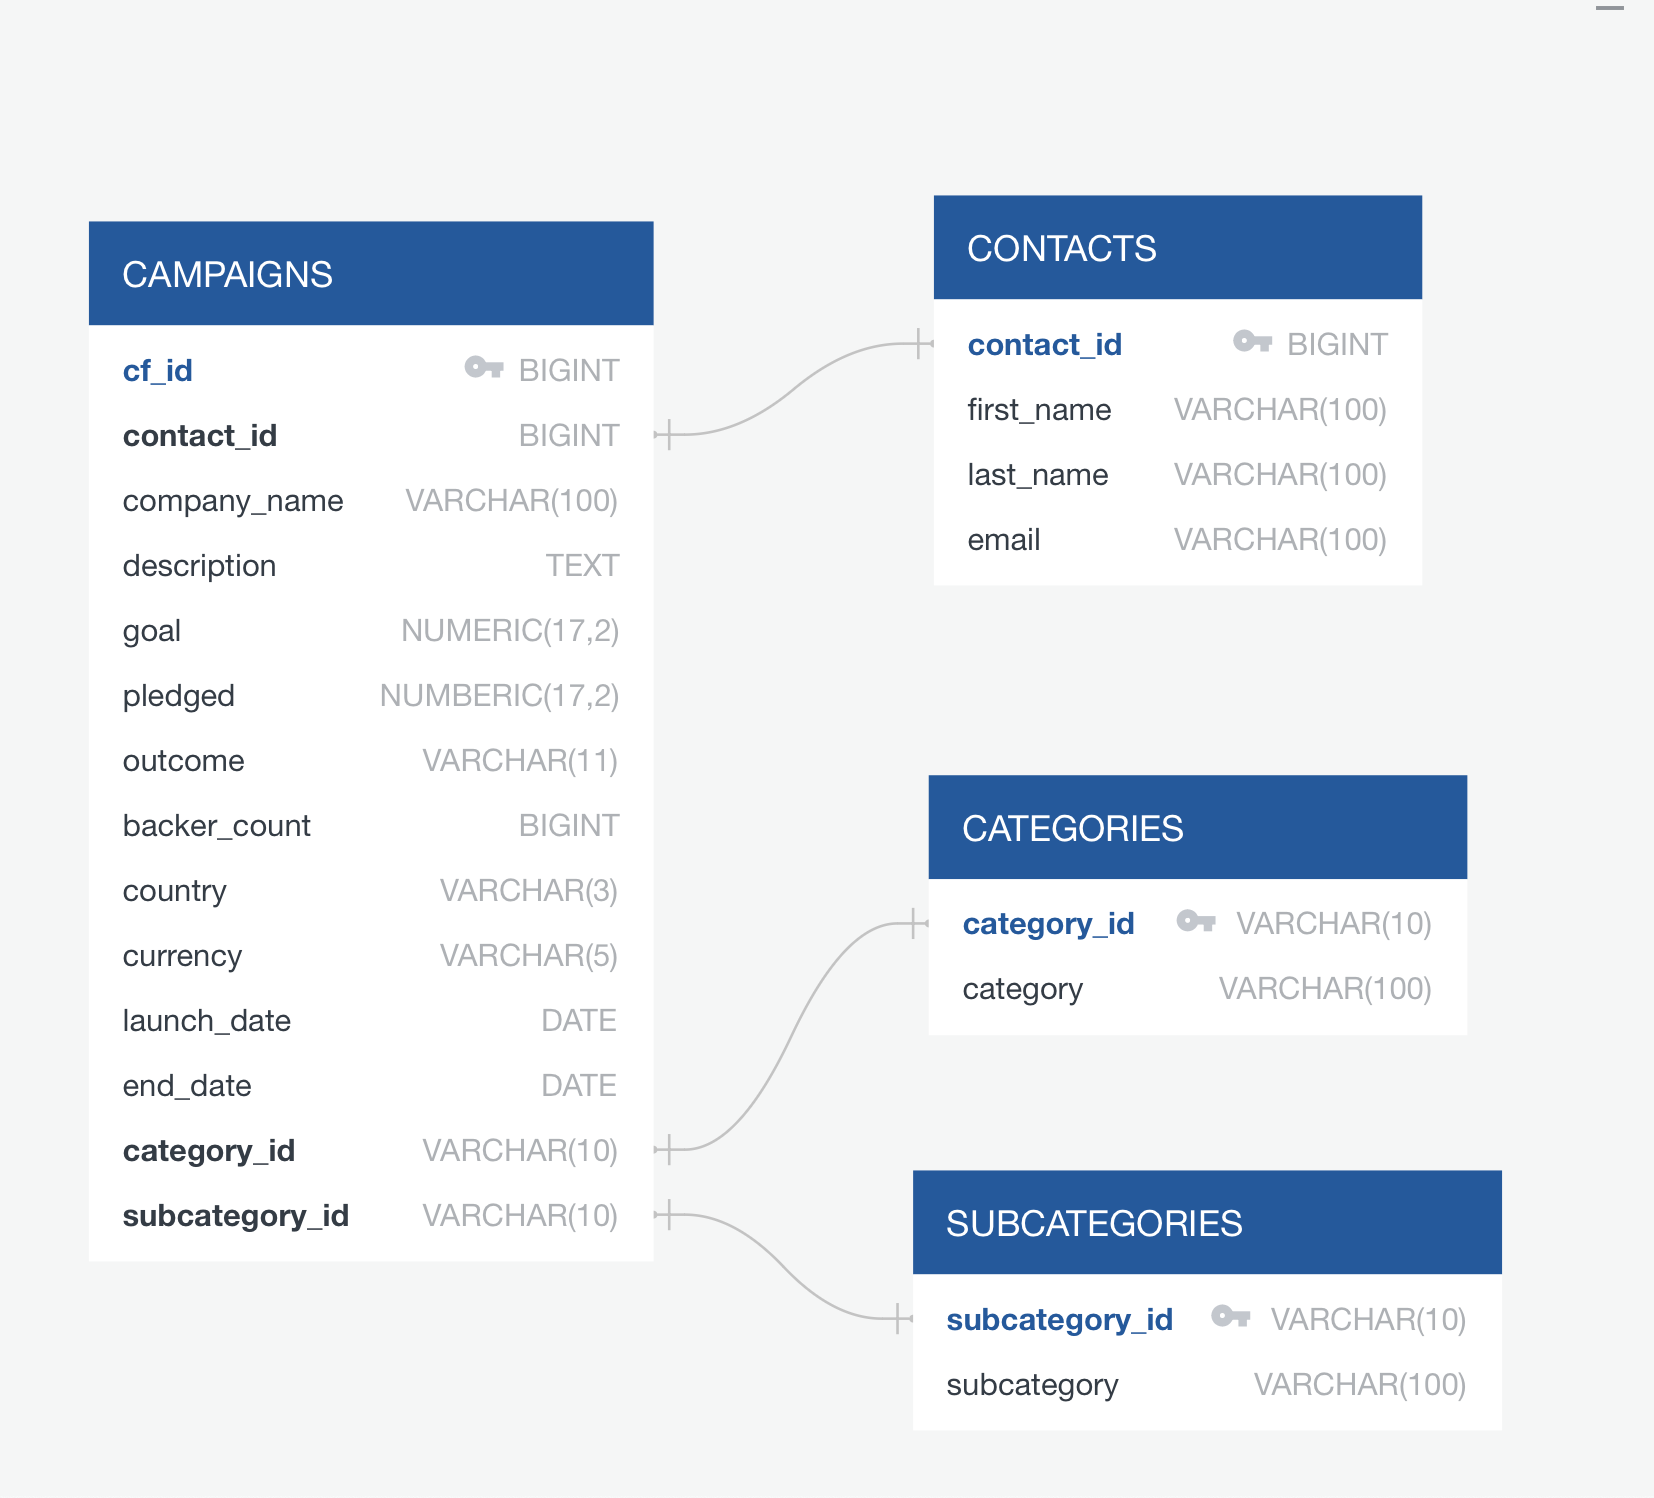 CAMPAIGNS
cf_id BIGINT
contact_id BIGINT
company_name VARCHAR(100)
description TEXT
goal NUMERIC(17,2)
pledged NUMBERIC(17,2)
outcome VARCHAR(11)
backer_count BIGINT
country VARCHAR(3)
currency VARCHAR(5)
launch_date DATE
end_date DATE
category_id VARCHAR(10)
subcategory_id VARCHAR(10)
CONTACTS
contact_id BIGINT
first_name VARCHAR(100)
last_name VARCHAR(100)
email VARCHAR(100)
CATEGORIES
category_id VARCHAR(10)
category VARCHAR(100)
SUBCATEGORIES
subcategory_id VARCHAR(10)
subcategory VARCHAR(100)